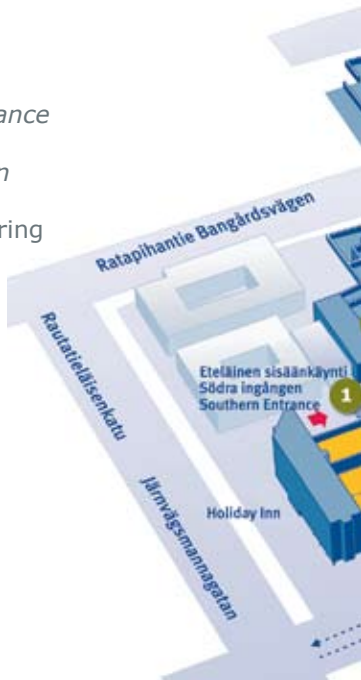 ance
n
ring
Ratapihantie Bangårdsvägen
Rautatieläisenkatu
Eteläinen sisäänkäynti
Södra ingången
Southern Entrance
1
Järnvägsmannagatan
Holiday Inn